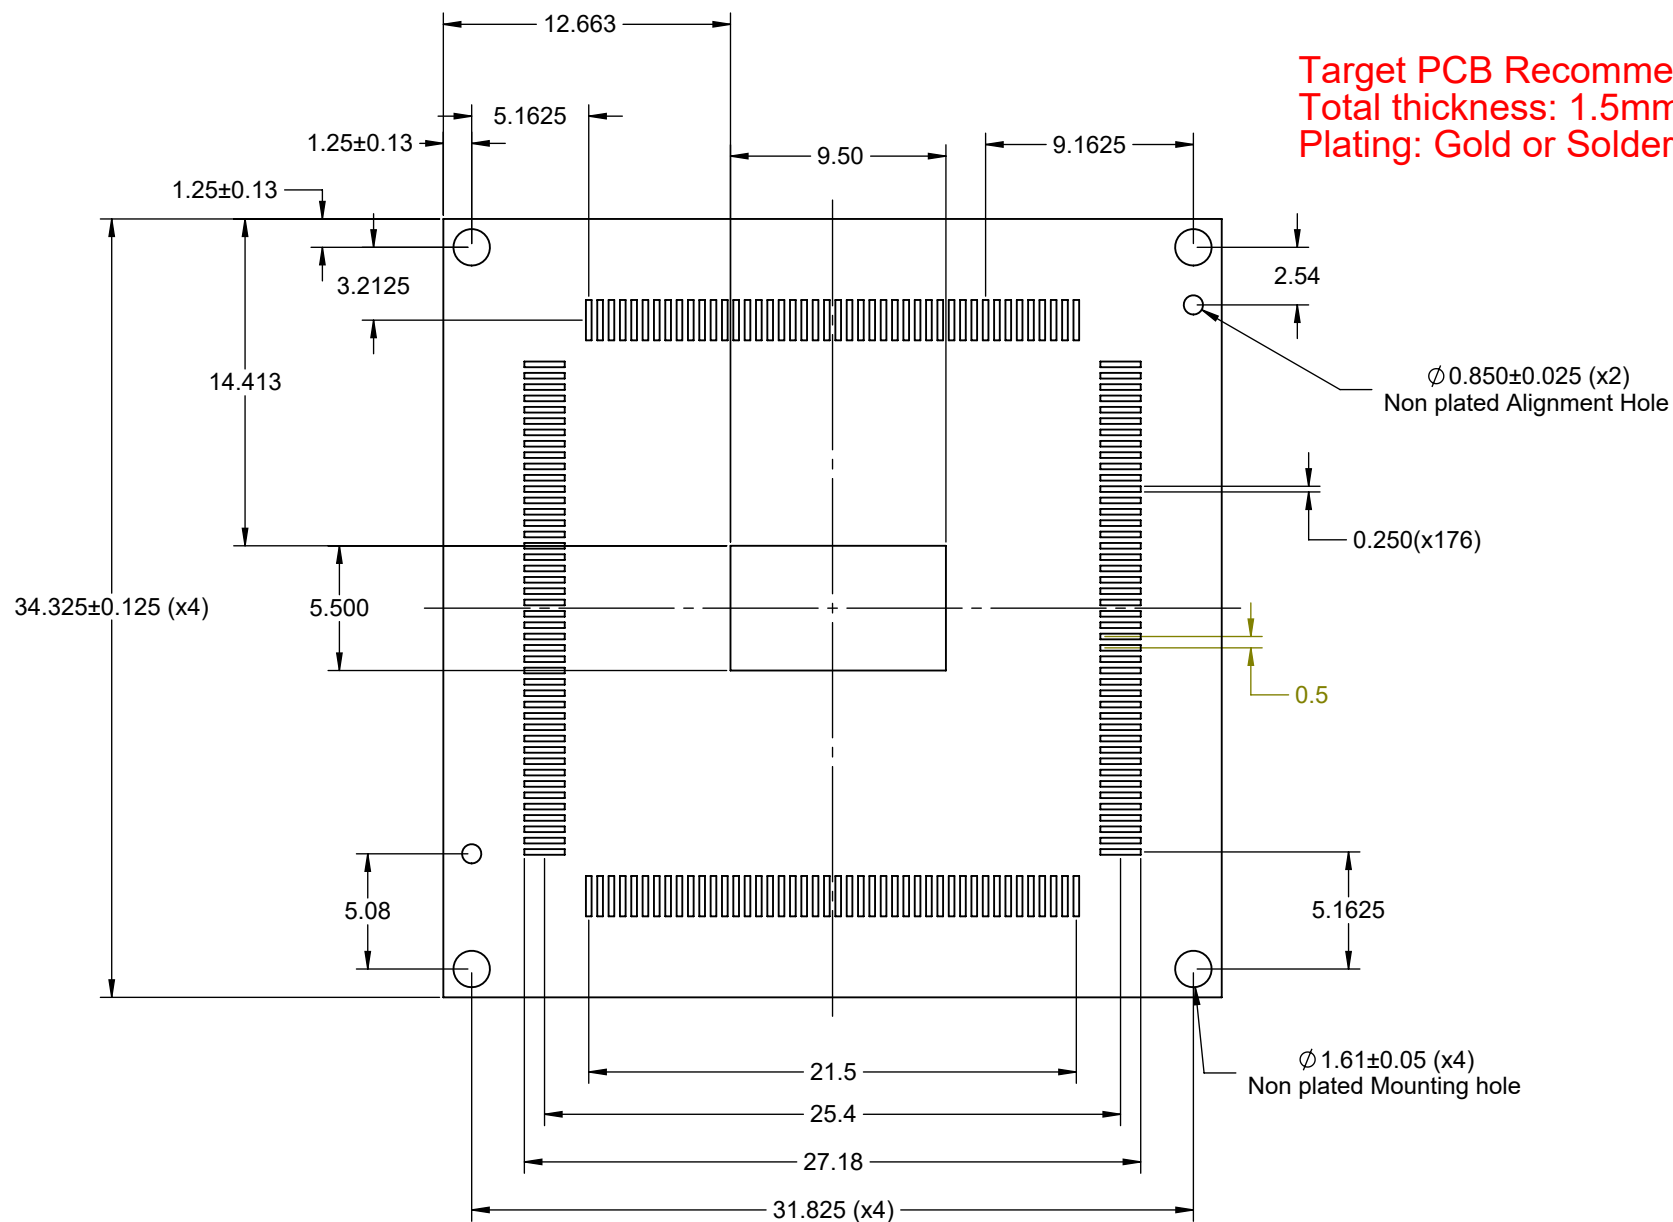 12.663
Target PCB Recomme
Total thickness: 1.5mm
Plating: Gold or Solder
5.1625
1.25±0.13
9.50
9.1625
1.25±0.13
3.2125
2.54
14.413
Ø0.850±0.025 (x2)
Non plated Alignment Hole
0.250(x176)
34.325±0.125 (x4)
5.500
0.5
5.08
5.1625
Ø1.61±0.05 (x4)
Non plated Mounting hole
21.5
25.4
27.18
31.825 (x4)